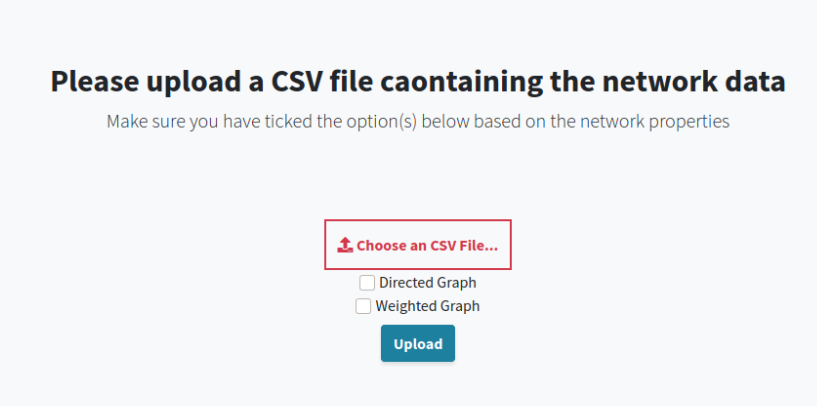 Please upload a CSV file caontaining the network data
Make sure you have ticked the option(s) below based on the network properties
Choose an CSV File...
Directed Graph
Weighted Graph
Upload